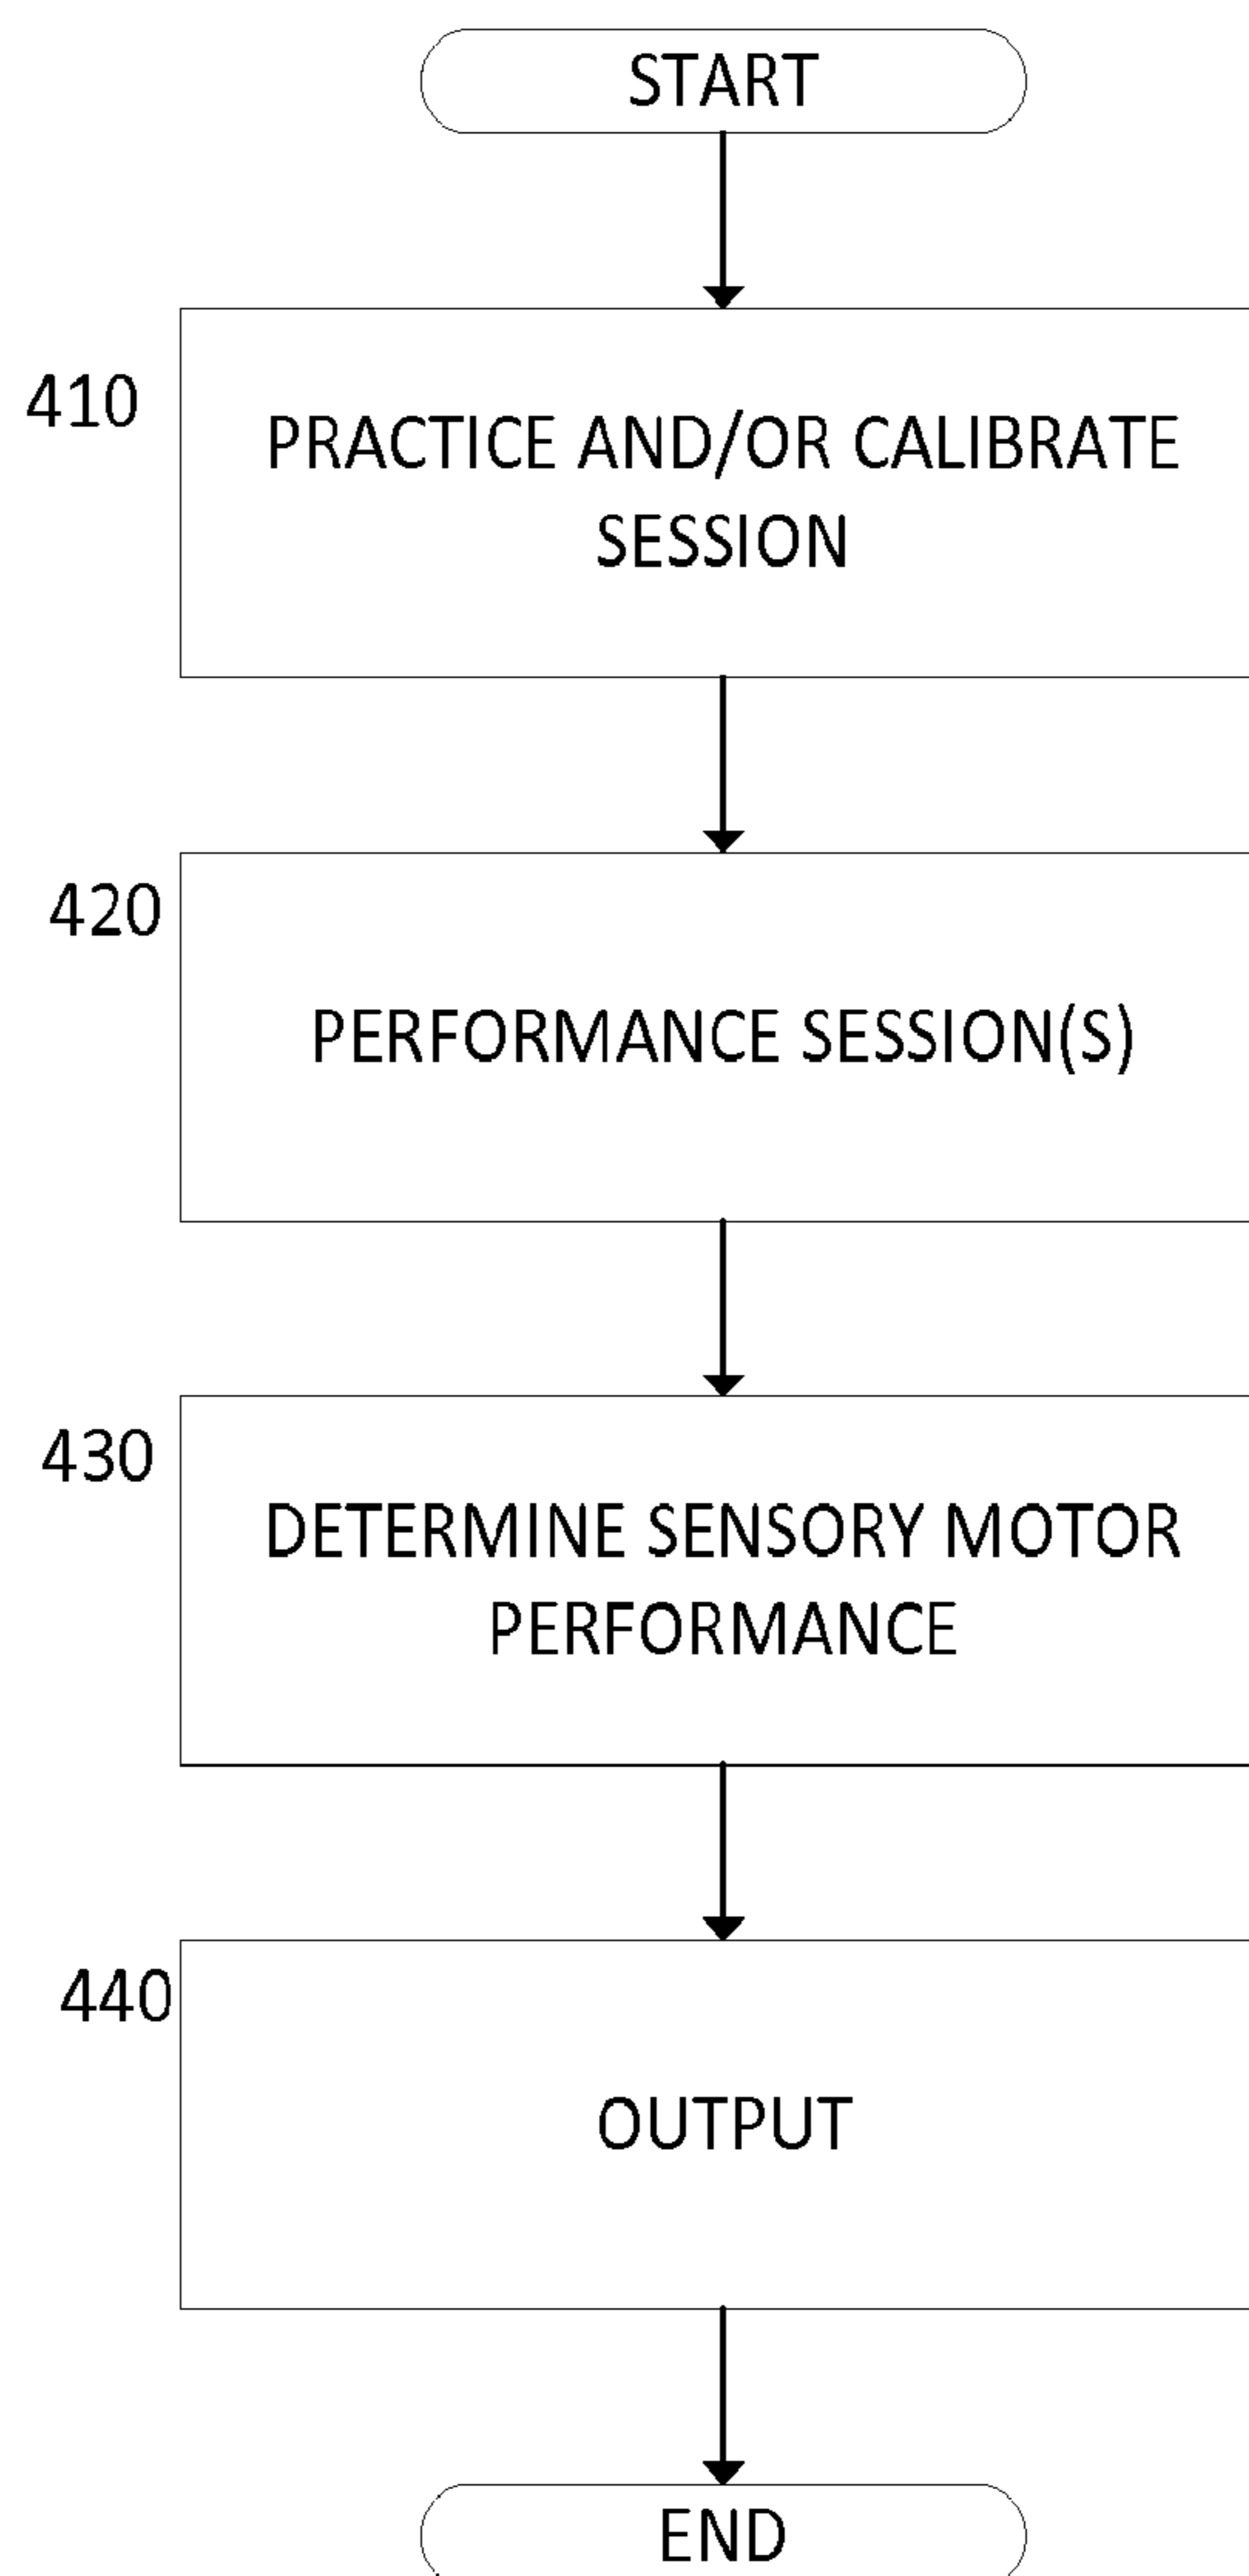 START
410
PRACTICE AND/OR CALIBRATE
SESSION
420
PERFORMANCE SESSION(S)
430
DETERMINE SENSORY MOTOR
PERFORMANCE
440
OUTPUT
END